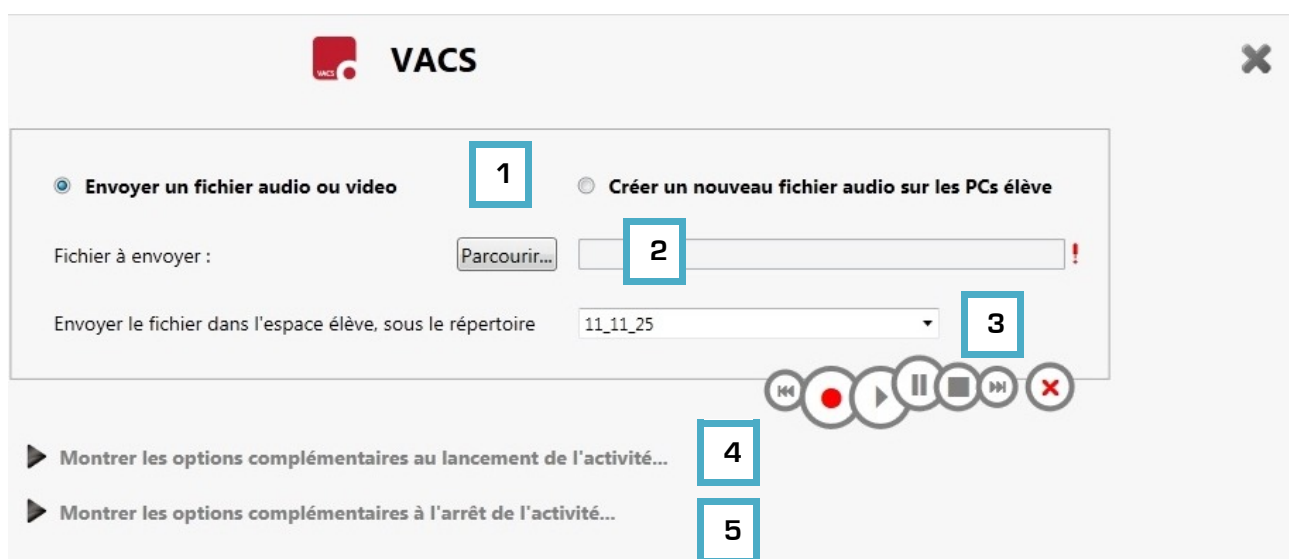 VACS
VACS
1
Envoyer un fichier audio ou video
Créer un nouveau fichier audio sur les PCs élève
Fichier à envoyer :
Parcourir...
2
!
Envoyer le fichier dans l'espace élève, sous le répertoire
11_11_25
3
Montrer les options complémentaires au lancement de l'activité...
4
Montrer les options complémentaires à l'arrêt de l'activité...
5